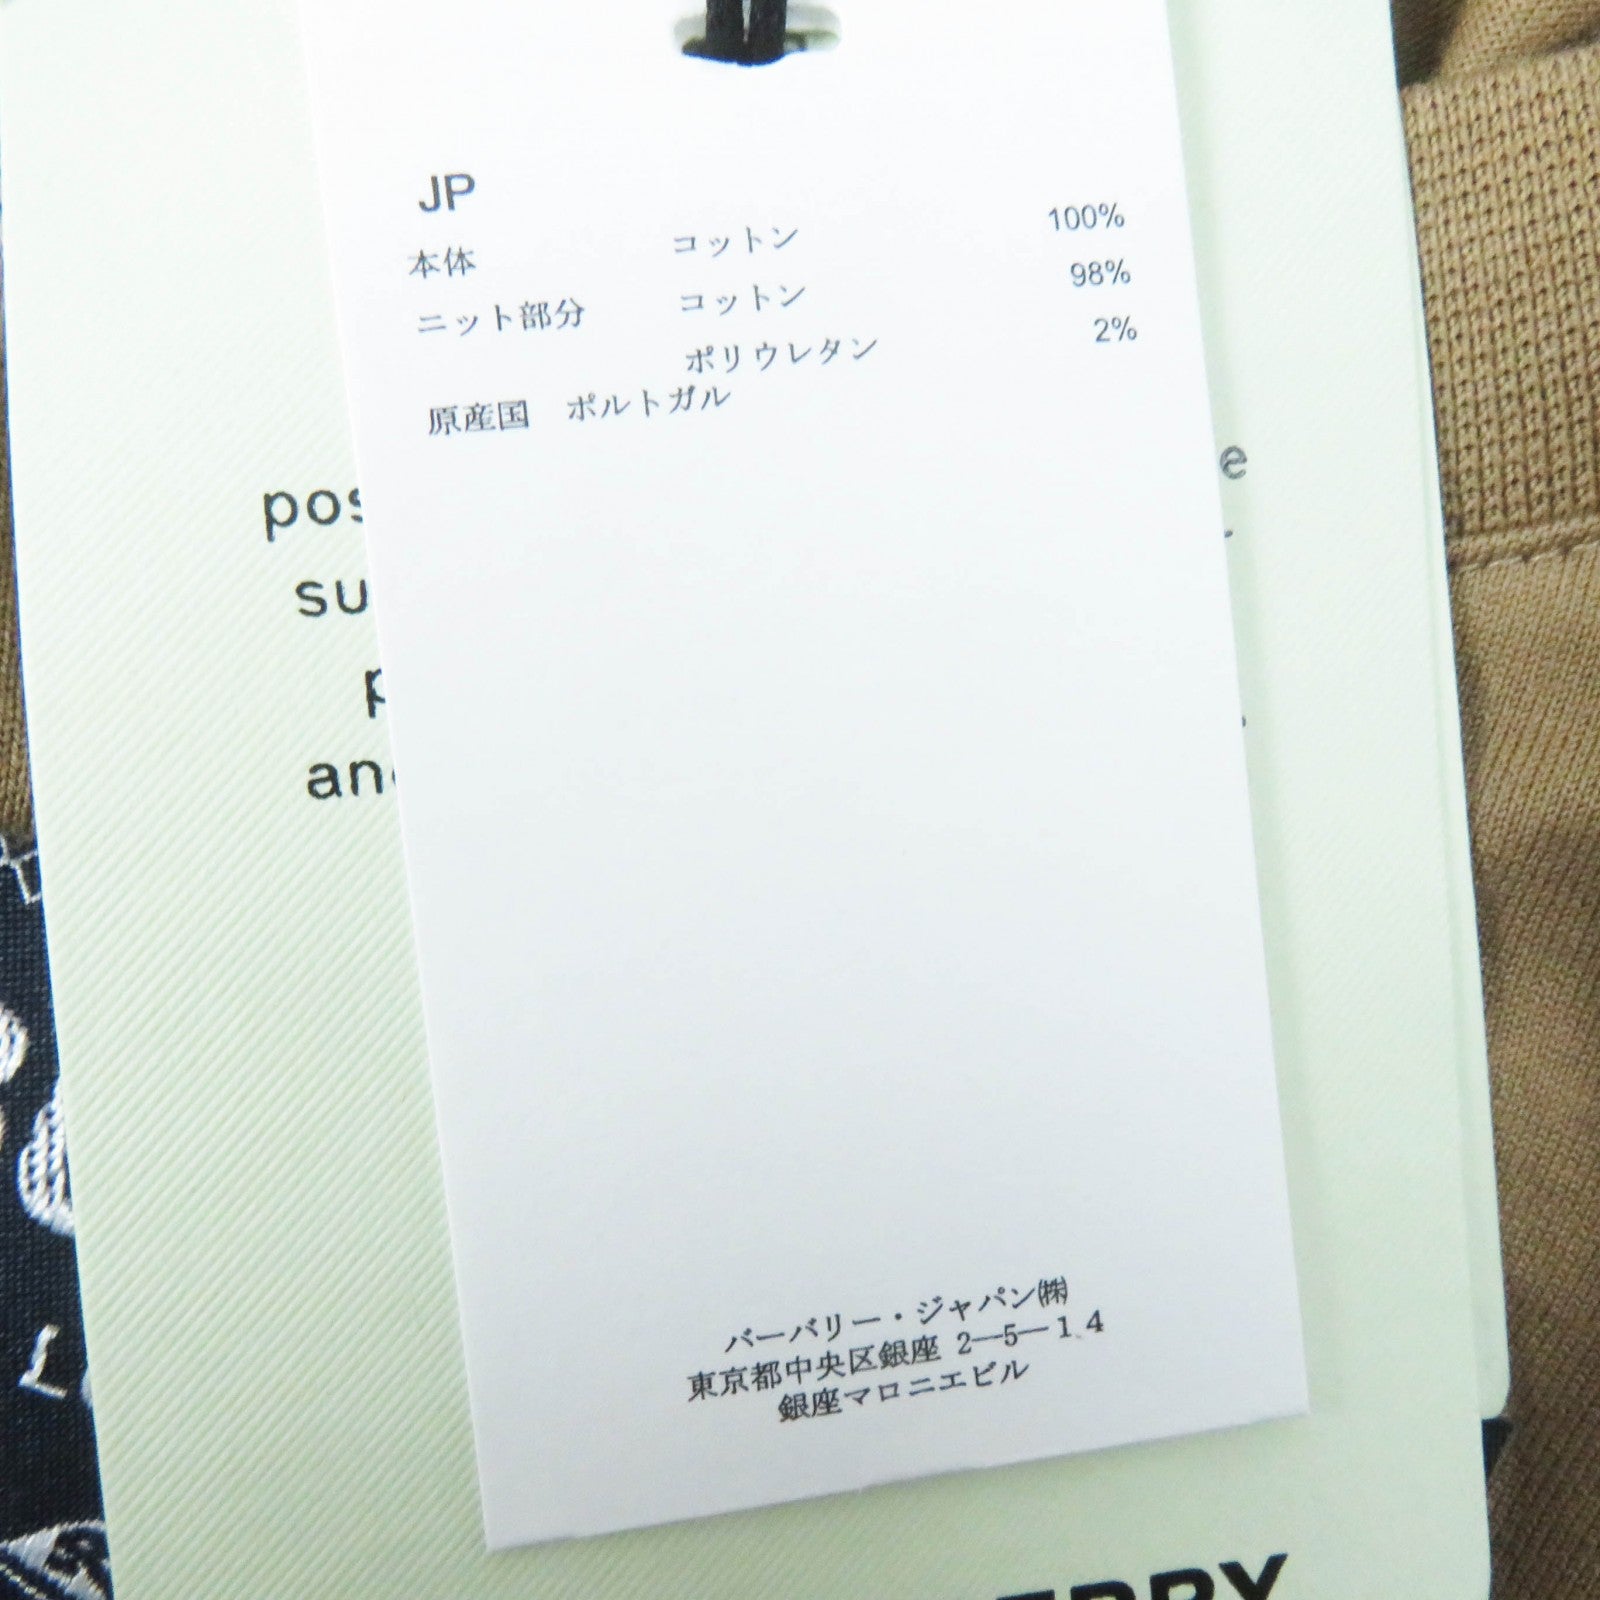 JP
本体 コットン 100%
ニット部分 コットン 98%
ポリウレタン 2%
原産国 ポルトガル
バーバリー・ジャパン㈱
東京都中央区銀座 2―5―14
銀座マロニエビル